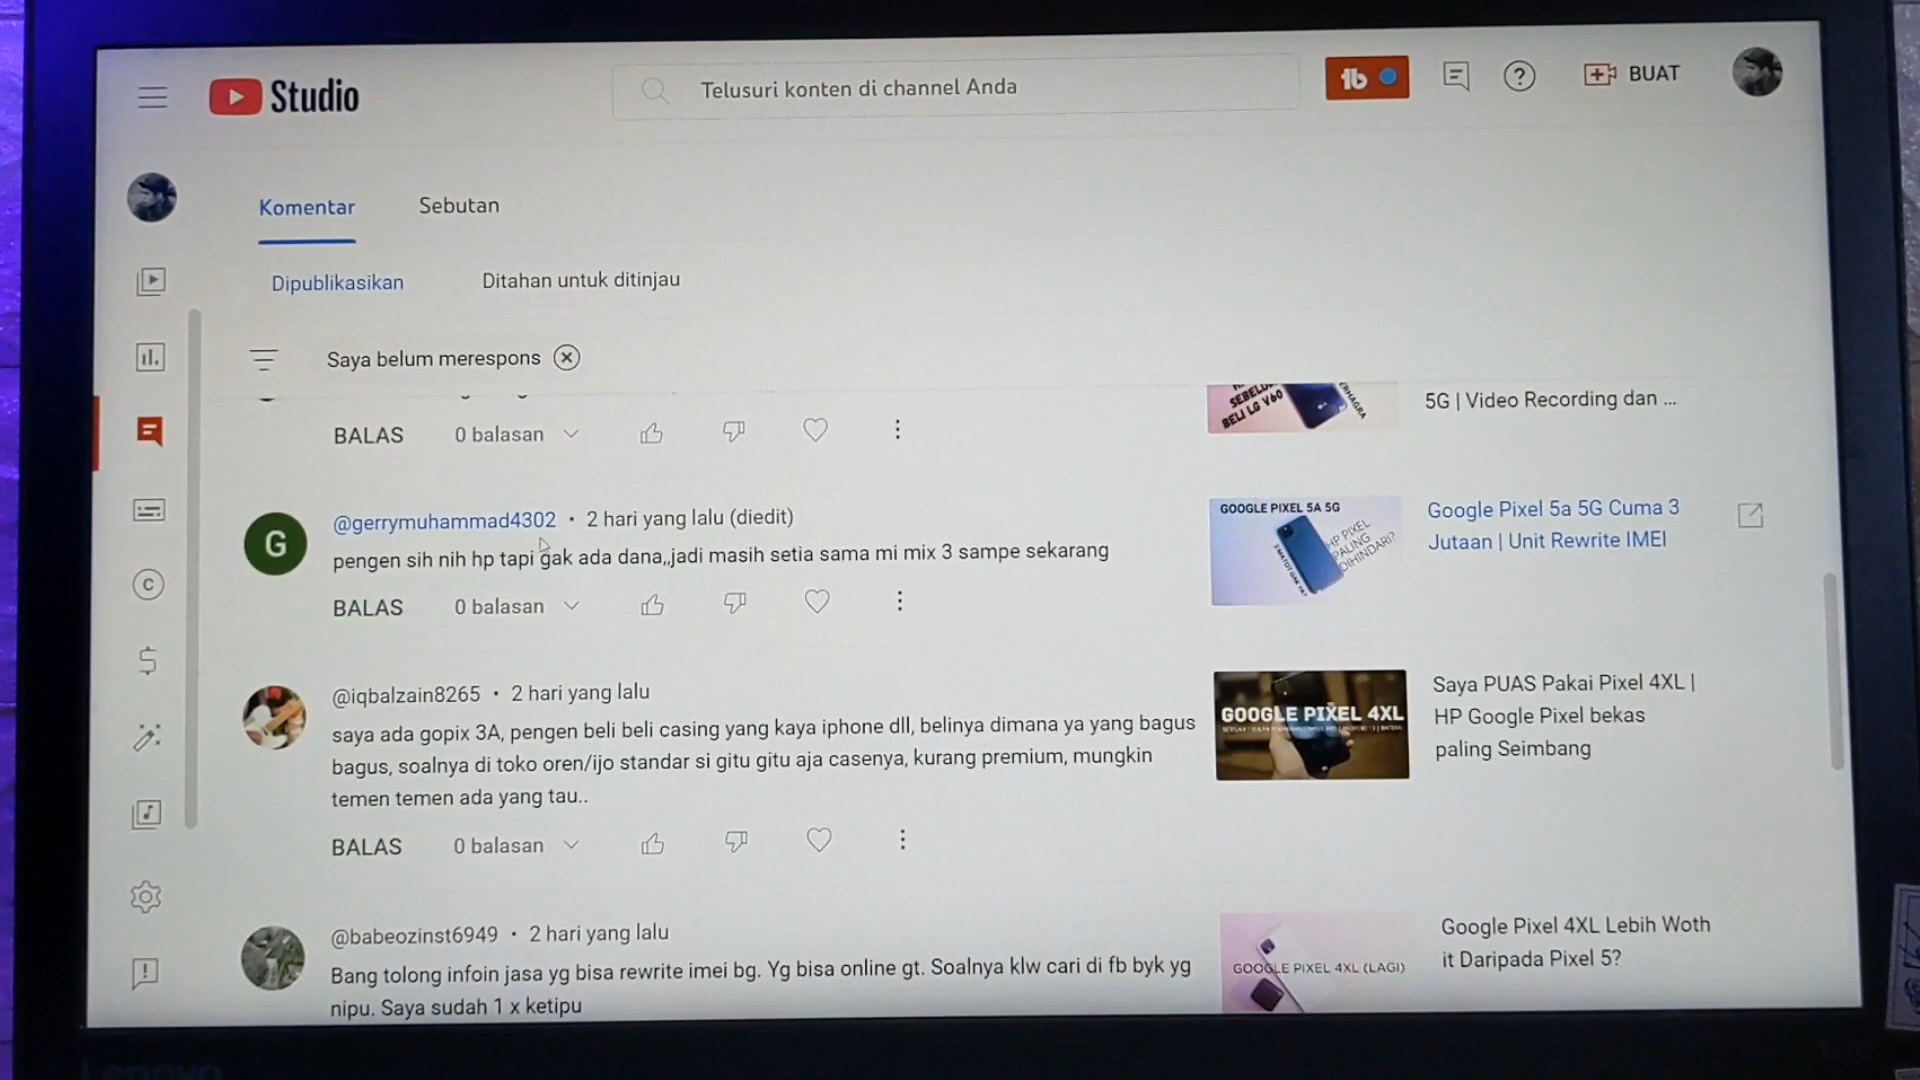 Studio
Telusuri konten di channel Anda
BUAT
Komentar
Sebutan
Dipublikasikan
Ditahan untuk ditinjau
Saya belum merespons
BALAS
0 balasan
BELI LG V60
5G | Video Recording dan ...
G
@gerrymuhammad4302 • 2 hari yang lalu (diedit)
pengen sih nih hp tapi gak ada dana,,jadi masih setia sama mi mix 3 sampe sekarang
BALAS
0 balasan
GOOGLE PIXEL 5A 5G
HP PIXEL
PALING
DIHINDARI?
Google Pixel 5a 5G Cuma 3
Jutaan | Unit Rewrite IMEI
@iqbalzain8265 • 2 hari yang lalu
saya ada gopix 3A, pengen beli beli casing yang kaya iphone dll, belinya dimana ya yang bagus
bagus, soalnya di toko oren/ijo standar si gitu gitu aja casenya, kurang premium, mungkin
temen temen ada yang tau..
BALAS
0 balasan
GOOGLE PIXEL 4XL
Saya PUAS Pakai Pixel 4XL |
HP Google Pixel bekas
paling Seimbang
@babeozinst6949 • 2 hari yang lalu
Bang tolong infoin jasa yg bisa rewrite imei bg. Yg bisa online gt. Soalnya klw cari di fb byk yg
nipu. Saya sudah 1 x ketipu
GOOGLE PIXEL 4XL (LAGI)
Google Pixel 4XL Lebih Woth
it Daripada Pixel 5?
Lenovo